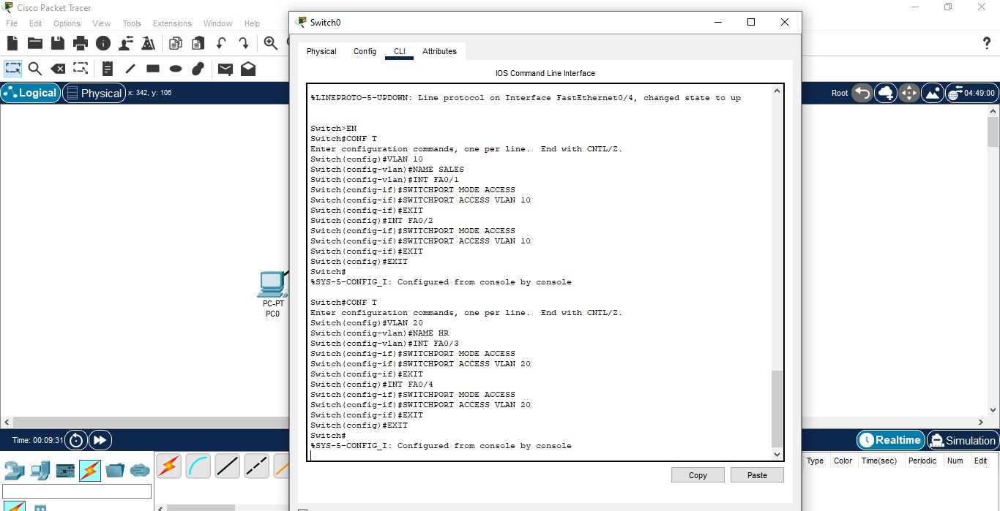 Cisco Packet Tracer
File Edit Options View Tools Extensions Window Help
Logical Physical x: 342, y: 106
Root 04:49:00
PC-PT
PC0
Switch0
Physical Config CLI Attributes
IOS Command Line Interface
%LINEPROTO-5-UPDOWN: Line protocol on Interface FastEthernet0/4, changed state to up
Switch>EN
Switch#CONF T
Enter configuration commands, one per line.  End with CNTL/Z.
Switch(config)#VLAN 10
Switch(config-vlan)#NAME SALES
Switch(config-vlan)#INT FA0/1
Switch(config-if)#SWITCHPORT MODE ACCESS
Switch(config-if)#SWITCHPORT ACCESS VLAN 10
Switch(config-if)#EXIT
Switch(config)#INT FA0/2
Switch(config-if)#SWITCHPORT MODE ACCESS
Switch(config-if)#SWITCHPORT ACCESS VLAN 10
Switch(config-if)#EXIT
Switch(config)#EXIT
Switch#
%SYS-5-CONFIG_I: Configured from console by console
Switch#CONF T
Enter configuration commands, one per line.  End with CNTL/Z.
Switch(config)#VLAN 20
Switch(config-vlan)#NAME HR
Switch(config-vlan)#INT FA0/3
Switch(config-if)#SWITCHPORT MODE ACCESS
Switch(config-if)#SWITCHPORT ACCESS VLAN 20
Switch(config-if)#EXIT
Switch(config)#INT FA0/4
Switch(config-if)#SWITCHPORT MODE ACCESS
Switch(config-if)#SWITCHPORT ACCESS VLAN 20
Switch(config-if)#EXIT
Switch(config)#EXIT
Switch#
%SYS-5-CONFIG_I: Configured from console by console
Copy Paste
Time: 00:09:31
Realtime Simulation
Type Color Time(sec) Periodic Num Edit